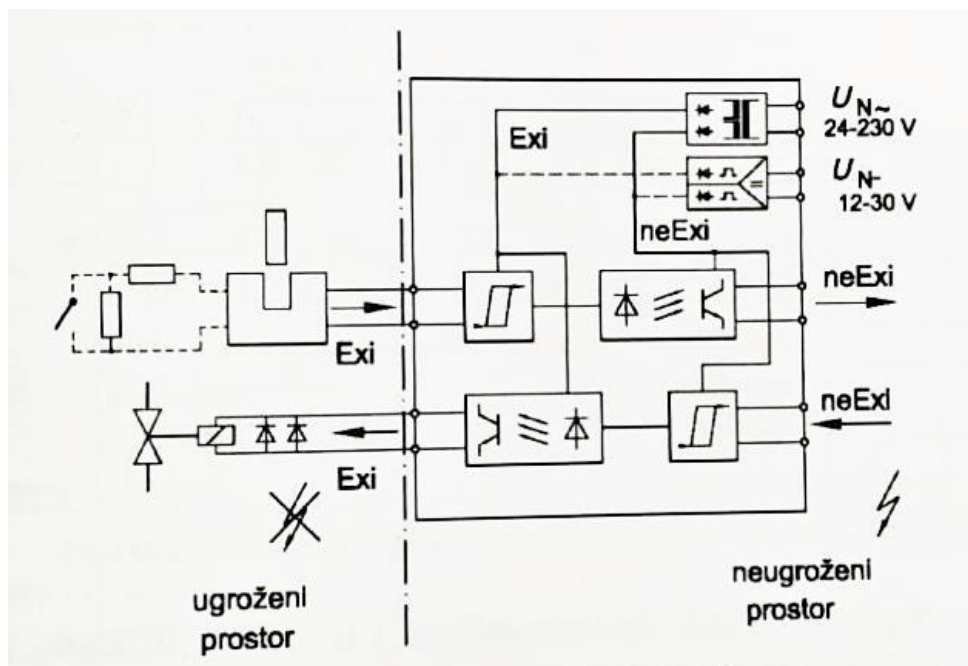 U N~
24-230 V
Exi
U N-
12-30 V
neExi
neExi
Exi
neExI
Exi
ugroženi
prostor
neugroženi
prostor